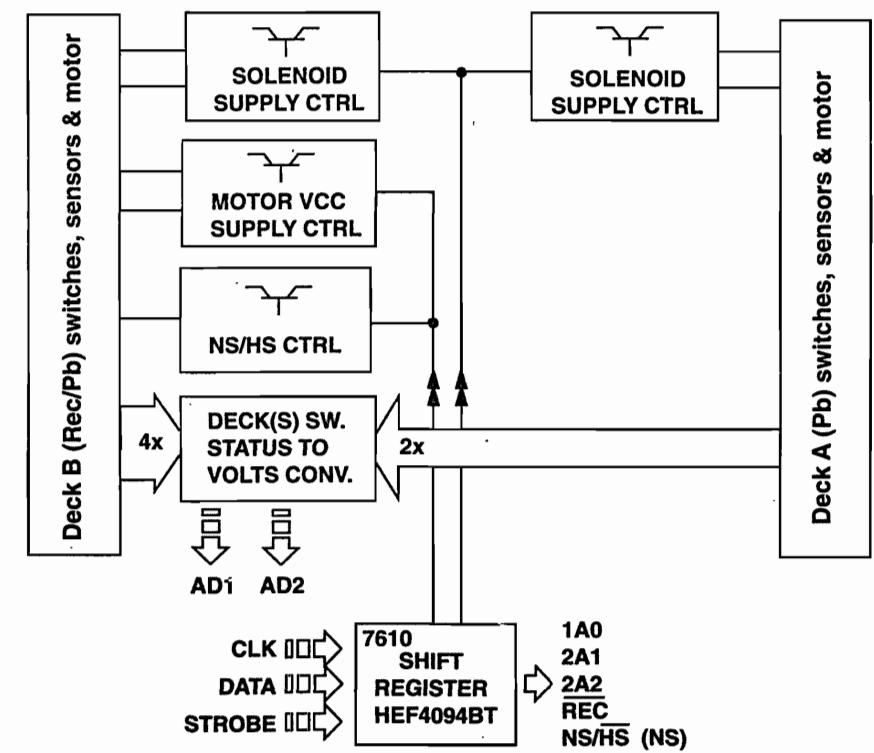 Deck B (Rec/Pb) switches, sensors & motor
SOLENOID
SUPPLY CTRL
SOLENOID
SUPPLY CTRL
MOTOR VCC
SUPPLY CTRL
NS/HS CTRL
DECK(S) SW.
STATUS TO
VOLTS CONV.
4x
2x
Deck A (Pb) switches, sensors & motor
AD1
AD2
CLK
DATA
STROBE
7610
SHIFT
REGISTER
HEF4094BT
1A0
2A1
2A2
R̅E̅C̅
NS/H̅S̅ (NS)